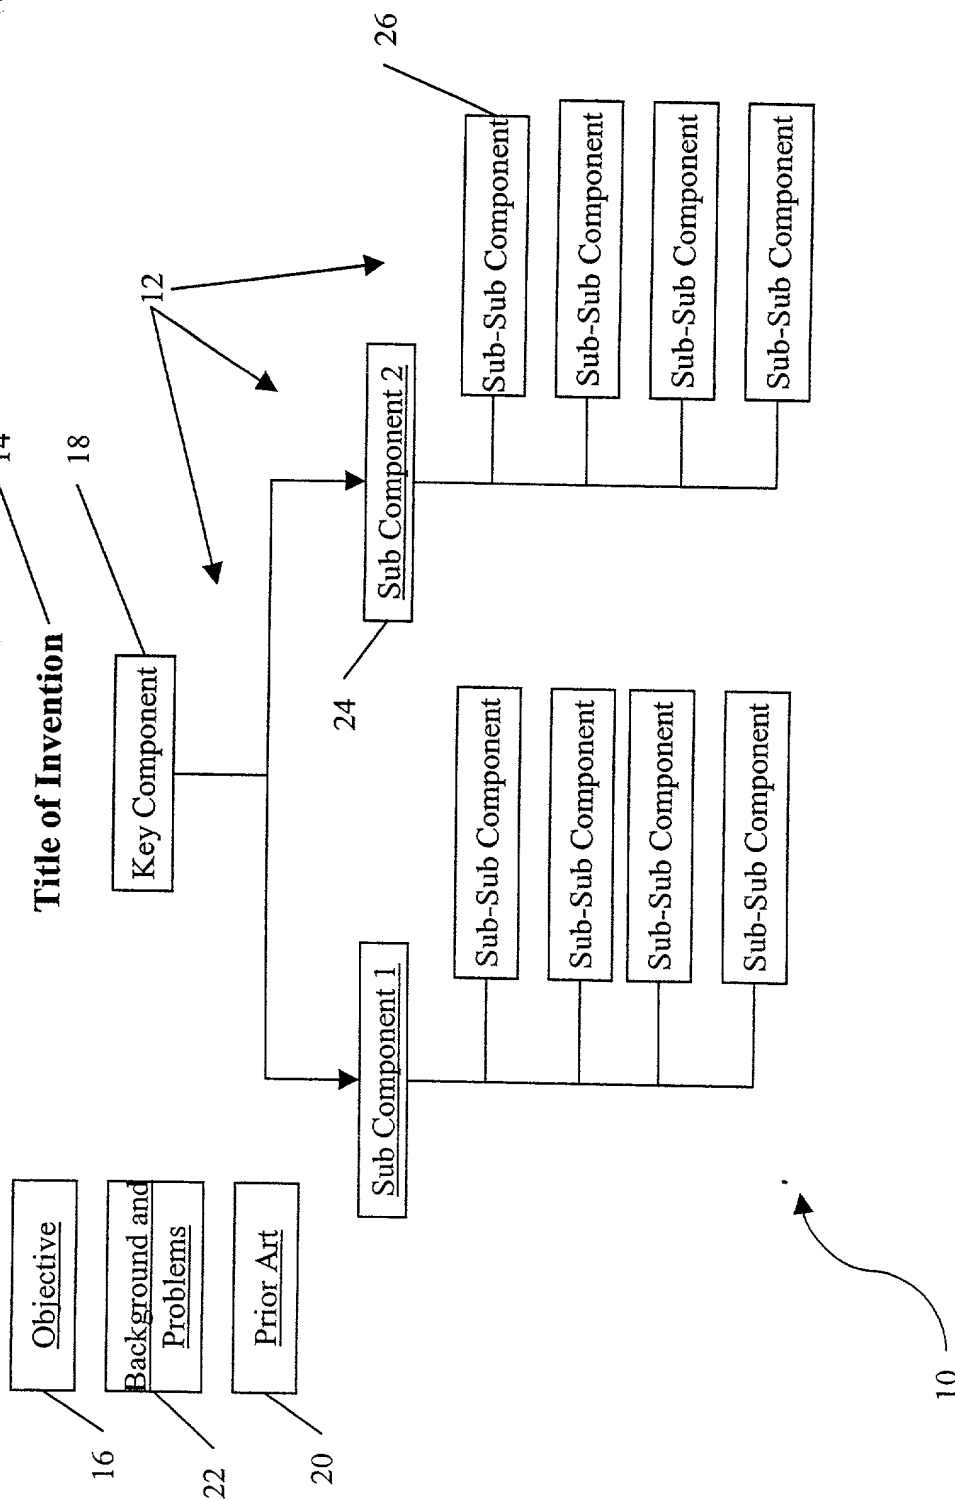 14
Title of Invention
18
Objective
16
Key Component
Background and
Problems
22
12
Prior Art
20
Sub Component 1
Sub Component 2
24
26
Sub-Sub Component
Sub-Sub Component
Sub-Sub Component
Sub-Sub Component
Sub-Sub Component
Sub-Sub Component
Sub-Sub Component
Sub-Sub Component
10